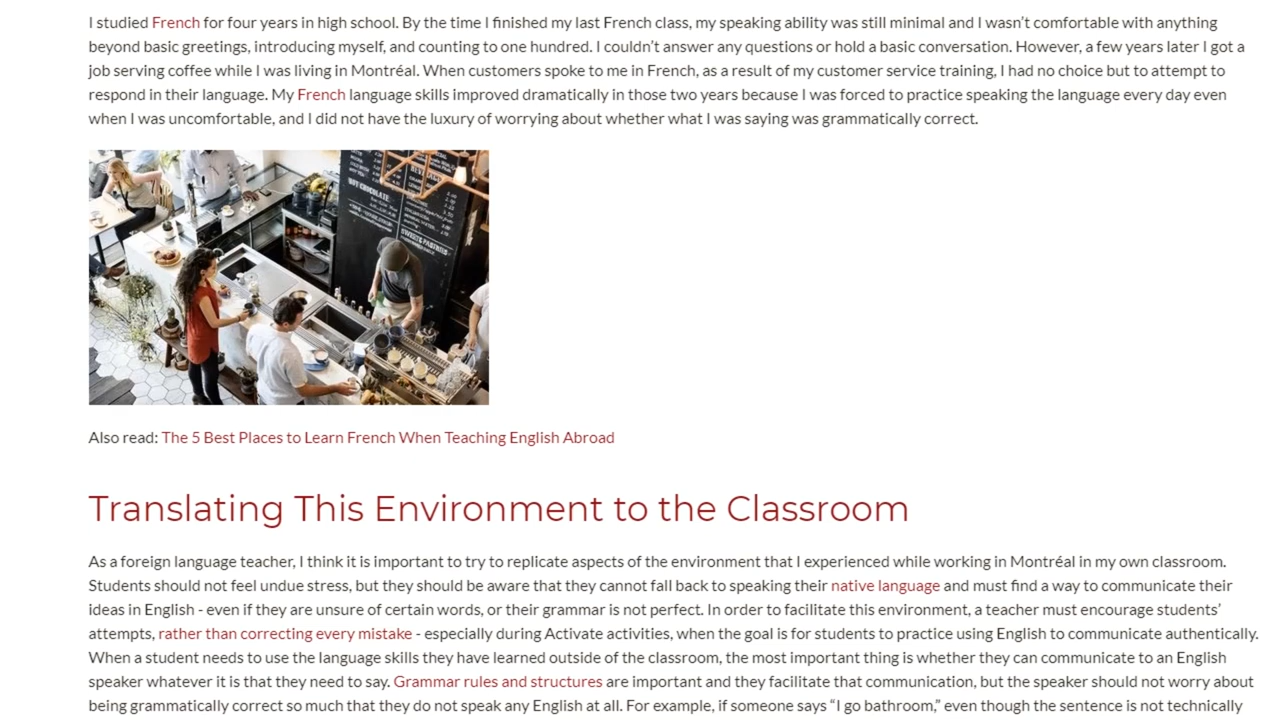 I studied French for four years in high school. By the time I finished my last French class, my speaking ability was still minimal and I wasn’t comfortable with anything
beyond basic greetings, introducing myself, and counting to one hundred. I couldn’t answer any questions or hold a basic conversation. However, a few years later I got a
job serving coffee while I was living in Montréal. When customers spoke to me in French, as a result of my customer service training, I had no choice but to attempt to
respond in their language. My French language skills improved dramatically in those two years because I was forced to practice speaking the language every day even
when I was uncomfortable, and I did not have the luxury of worrying about whether what I was saying was grammatically correct.
HOT CHOCOLATE
Also read: The 5 Best Places to Learn French When Teaching English Abroad
Translating This Environment to the Classroom
As a foreign language teacher, I think it is important to try to replicate aspects of the environment that I experienced while working in Montréal in my own classroom.
Students should not feel undue stress, but they should be aware that they cannot fall back to speaking their native language and must find a way to communicate their
ideas in English - even if they are unsure of certain words, or their grammar is not perfect. In order to facilitate this environment, a teacher must encourage students’
attempts, rather than correcting every mistake - especially during Activate activities, when the goal is for students to practice using English to communicate authentically.
When a student needs to use the language skills they have learned outside of the classroom, the most important thing is whether they can communicate to an English
speaker whatever it is that they need to say. Grammar rules and structures are important and they facilitate that communication, but the speaker should not worry about
being grammatically correct so much that they do not speak any English at all. For example, if someone says “I go bathroom,” even though the sentence is not technically